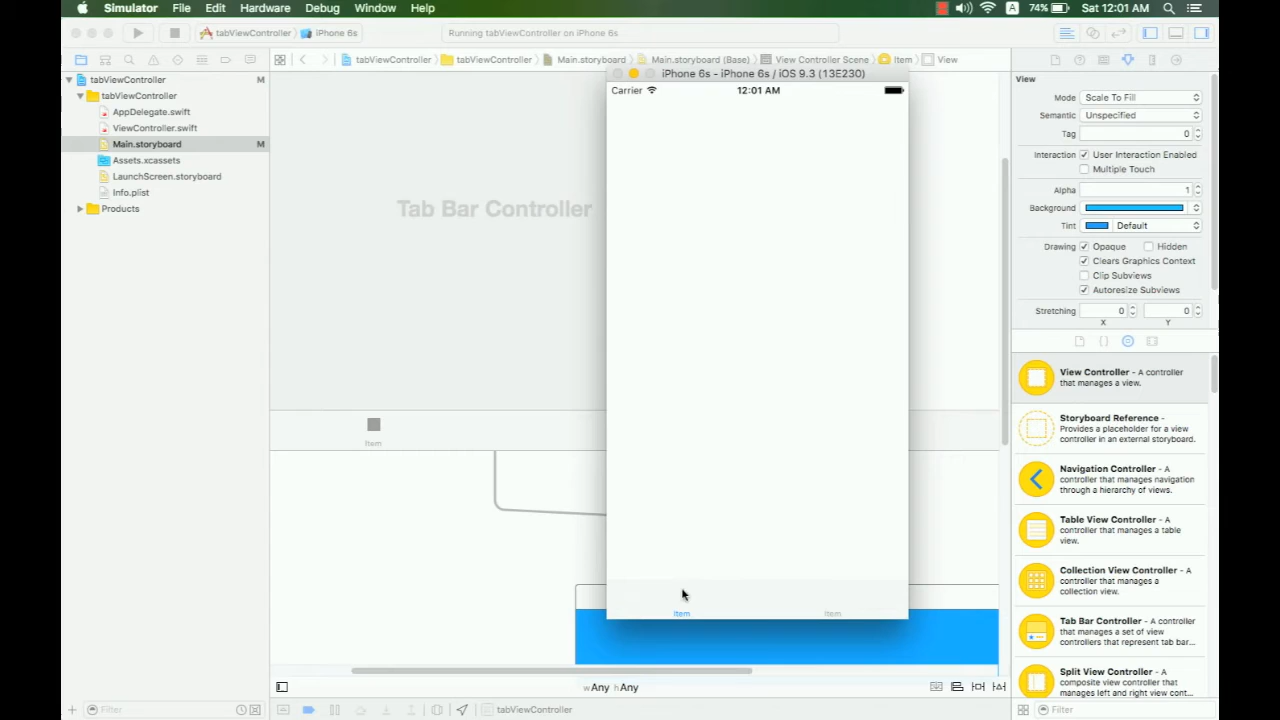 Simulator File Edit Hardware Debug Window Help
A 74% Sat 12:01 AM
tabViewController iPhone 6s
Running tabViewController on iPhone 6s
tabViewController tabViewController Main.storyboard Main.storyboard (Base) View Controller Scene Item View
tabViewController M
tabViewController
AppDelegate.swift
ViewController.swift
Main.storyboard M
Assets.xcassets
LaunchScreen.storyboard
Info.plist
Products
Filter
Tab Bar Controller
Item
iPhone 6s - iPhone 6s / iOS 9.3 (13E230)
Carrier 12:01 AM
Item Item
wAny hAny
tabViewController
View
Mode Scale To Fill
Semantic Unspecified
Tag 0
Interaction User Interaction Enabled
Multiple Touch
Alpha 1
Background
Tint Default
Drawing Opaque Hidden
Clears Graphics Context
Clip Subviews
Autoresize Subviews
Stretching 0 0
X Y
View Controller - A controller
that manages a view.
Storyboard Reference -
Provides a placeholder for a view
controller in an external storyboard.
Navigation Controller - A
controller that manages navigation
through a hierarchy of views.
Table View Controller - A
controller that manages a table
view.
Collection View Controller - A
controller that manages a
collection view.
Tab Bar Controller - A controller
that manages a set of view
controllers that represent tab bar...
Split View Controller - A
composite view controller that
manages left and right view cont...
Filter